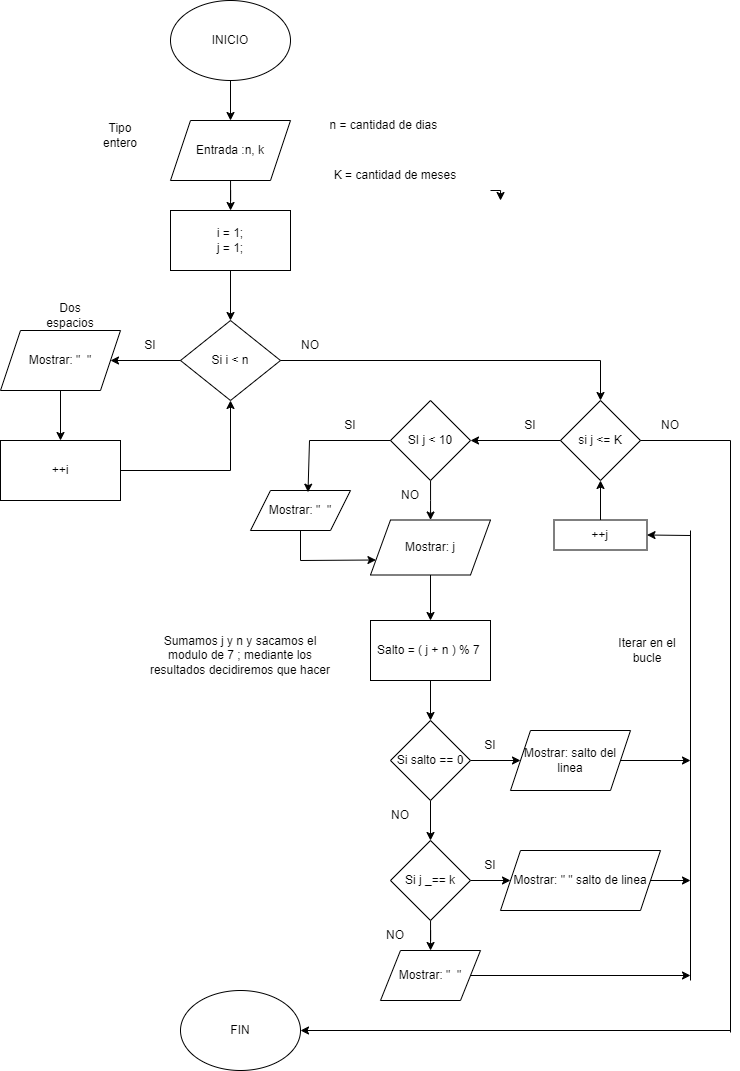 INICIO
Tipo
entero
Entrada :n, k
n = cantidad de dias
K = cantidad de meses
i = 1;
j = 1;
Dos
espacios
Mostrar: "  "
SI
Si i < n
NO
++i
SI
SI j < 10
SI
si j <= K
NO
NO
Mostrar: "  "
Mostrar: j
++j
Sumamos j y n y sacamos el
modulo de 7 ; mediante los
resultados decidiremos que hacer
Salto = ( j + n ) % 7
Iterar en el
bucle
Si salto == 0
SI
Mostrar: salto del
linea
NO
Si j _== k
SI
Mostrar: " " salto de linea
NO
Mostrar: "  "
FIN